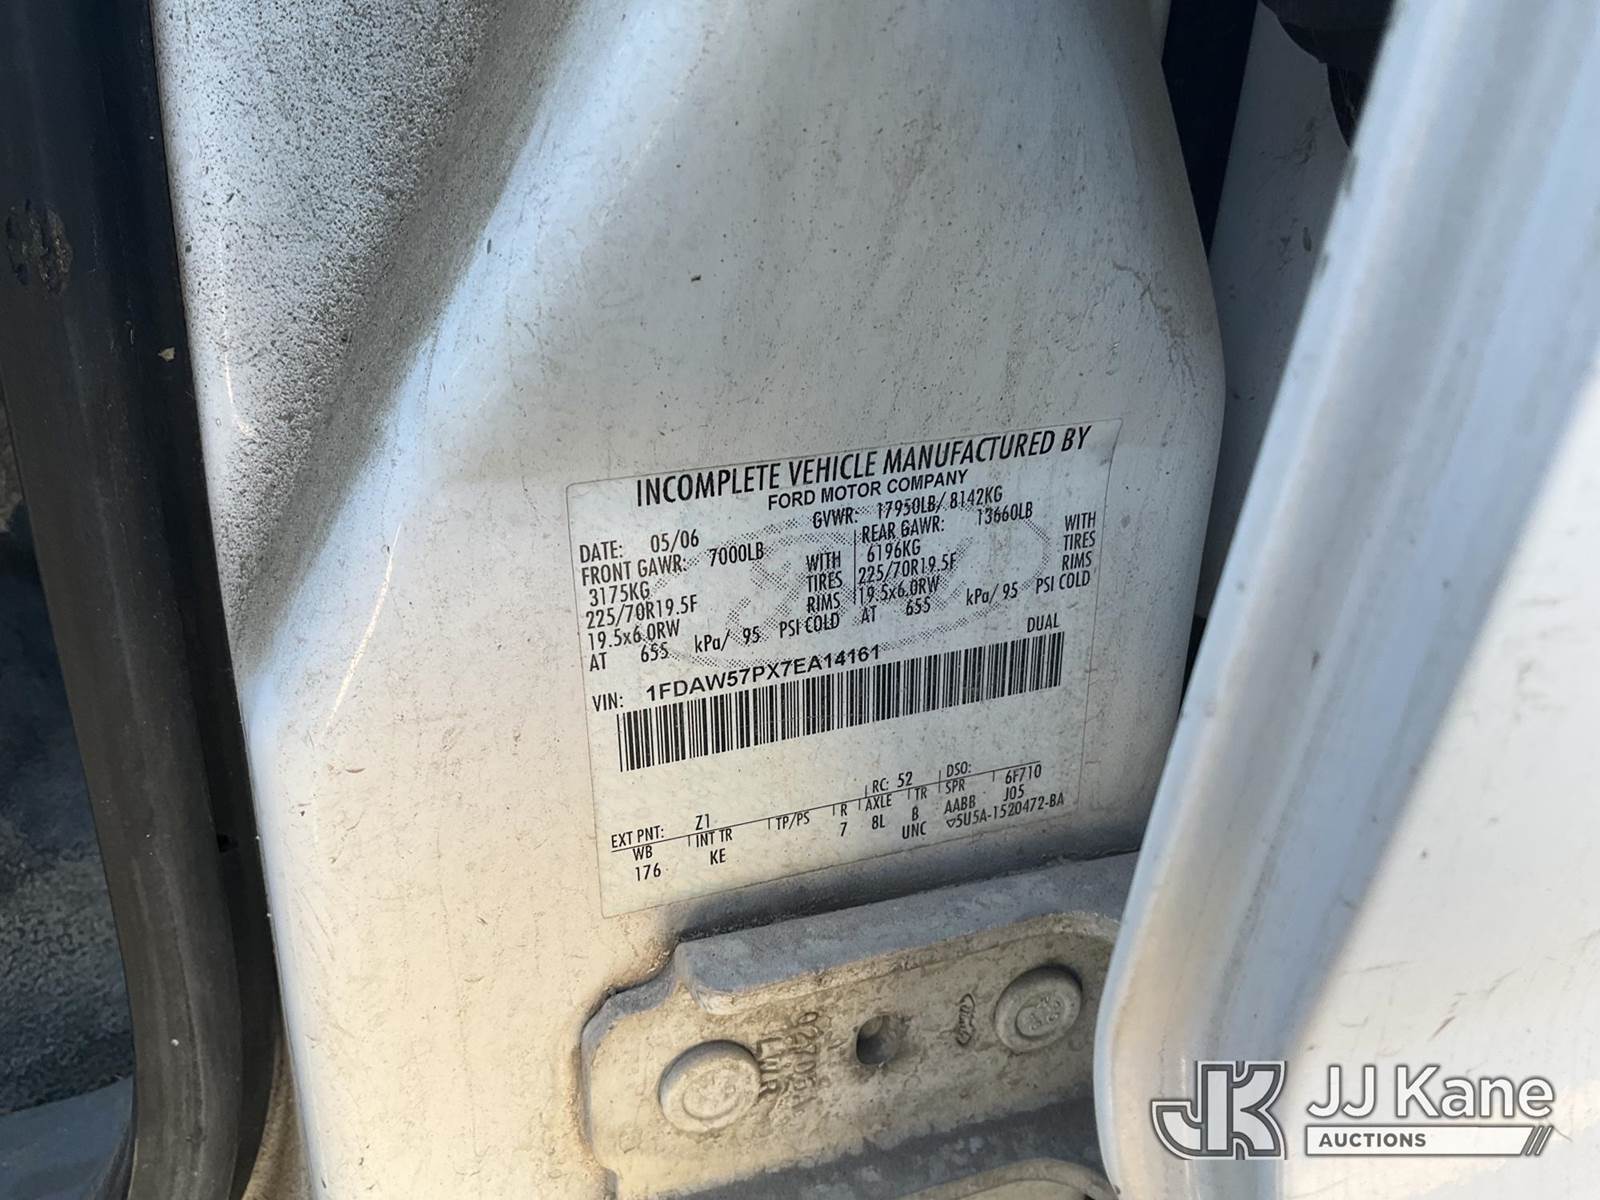 INCOMPLETE VEHICLE MANUFACTURED BY
FORD MOTOR COMPANY
DATE: 05/06 GVWR: 17950LB/ 8142KG
FRONT GAWR: 7000LB REAR GAWR: 13660LB
3175KG WITH 6196KG WITH
225/70R19.5F TIRES 225/70R19.5F TIRES
19.5x6.0RW RIMS 19.5x6.0RW RIMS
AT 655 kPa/ 95 PSI COLD AT 655 kPa/ 95 PSI COLD
DUAL
VIN: 1FDAW57PX7EA14161
EXT PNT: Z1 RC: 52 DSO: 6F710
WB INT TR TP/PS R AXLE TR SPR
176 KE 7 8L B AABB J05
UNC 5U5A-1520472-BA
JJ Kane
AUCTIONS